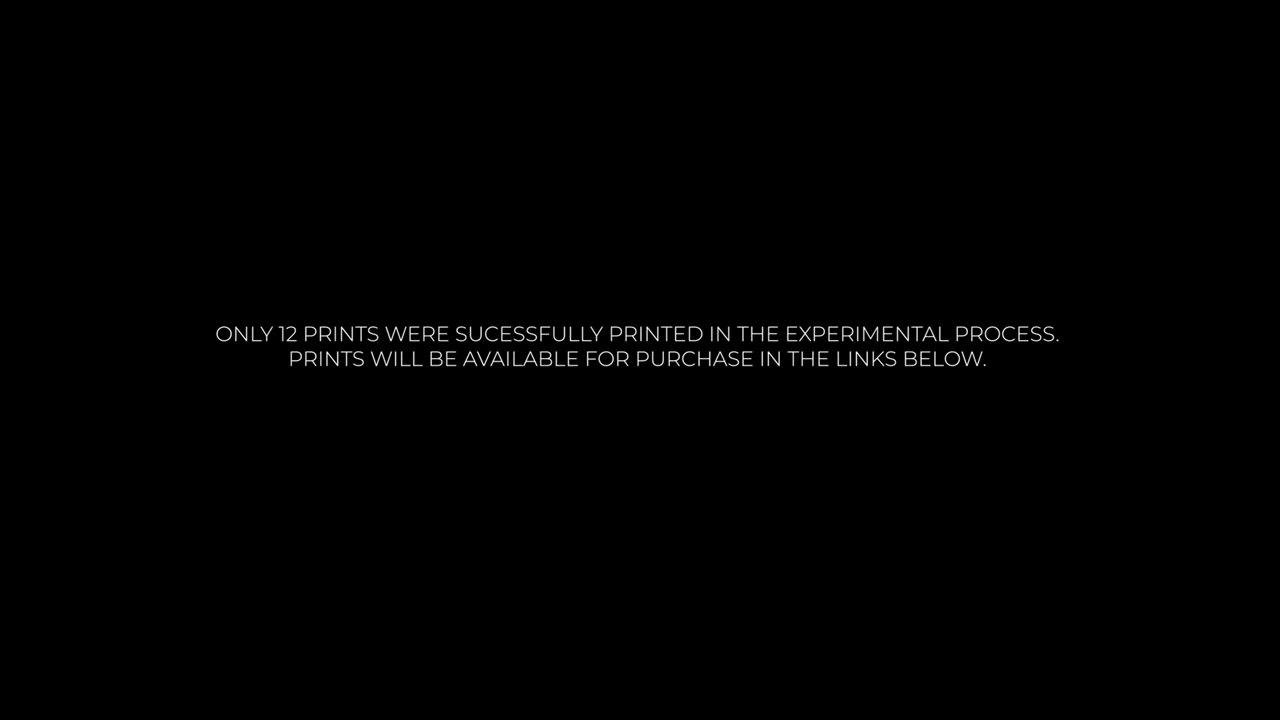 ONLY 12 PRINTS WERE SUCESSFULLY PRINTED IN THE EXPERIMENTAL PROCESS.
PRINTS WILL BE AVAILABLE FOR PURCHASE IN THE LINKS BELOW.